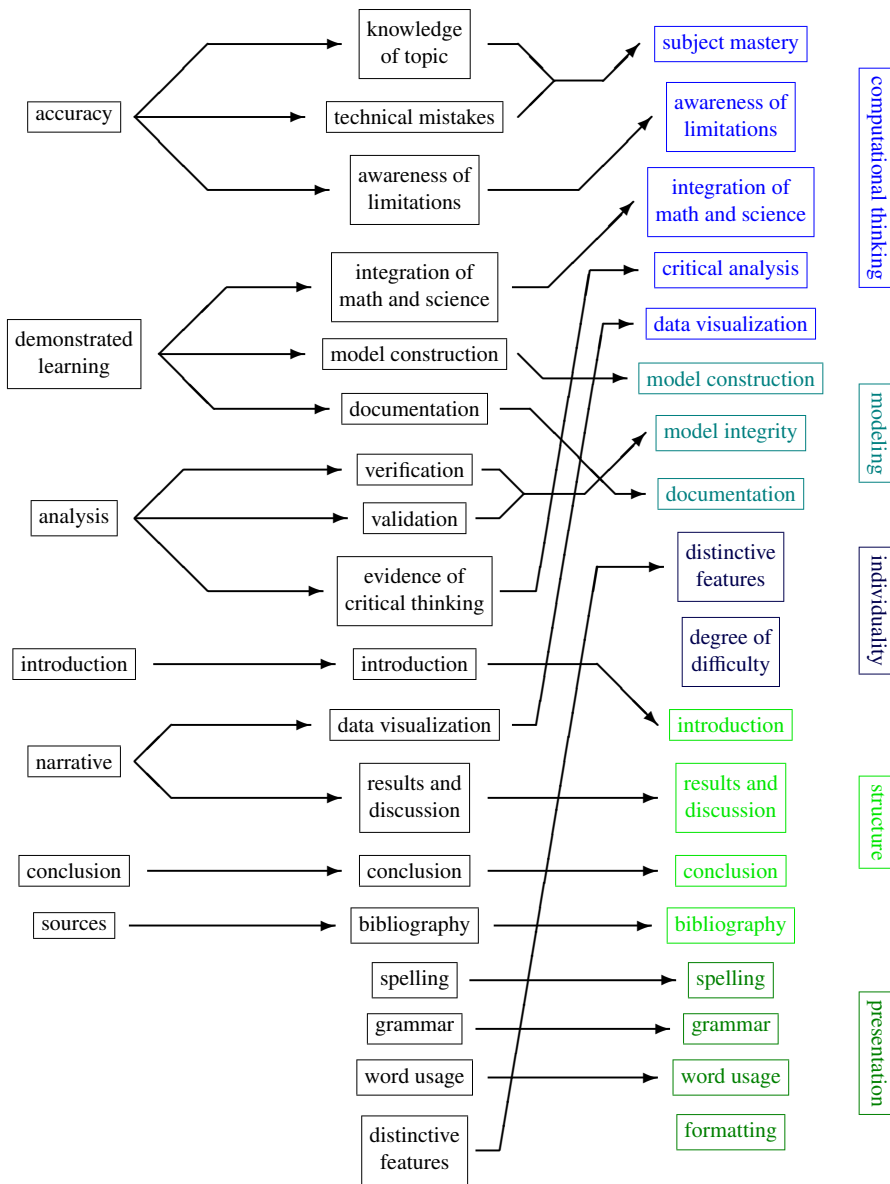 accuracy
demonstrated
learning
analysis
introduction
narrative
conclusion
sources
knowledge
of topic
technical mistakes
awareness of
limitations
integration of
math and science
model construction
documentation
verification
validation
evidence of
critical thinking
introduction
data visualization
results and
discussion
conclusion
bibliography
spelling
grammar
word usage
distinctive
features
subject mastery
awareness of
limitations
integration of
math and science
critical analysis
data visualization
model construction
model integrity
documentation
distinctive
features
degree of
difficulty
introduction
results and
discussion
conclusion
bibliography
spelling
grammar
word usage
formatting
computational thinking
modeling
individuality
structure
presentation